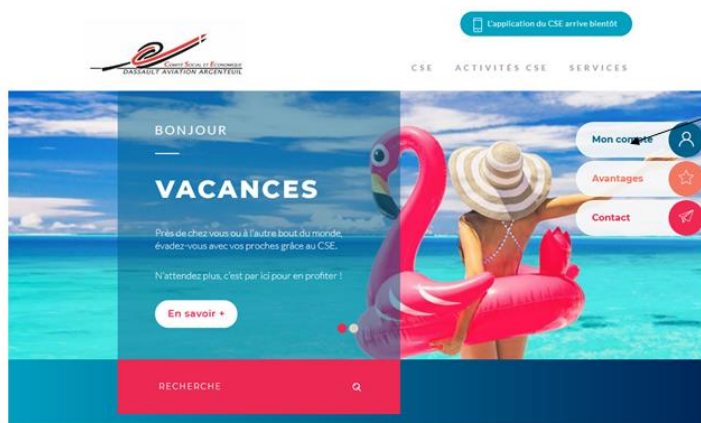 L'application du CSE arrive bientôt
COMITÉ SOCIAL ET ÉCONOMIQUE
DASSAULT AVIATION ARGENTEUIL
CSE ACTIVITÉS CSE SERVICES
BONJOUR
VACANCES
Près de chez vous ou à l'autre bout du monde,
évadez-vous avec vos proches grâce au CSE.
N'attendez plus, c'est par ici pour en profiter !
En savoir +
Mon compte
Avantages
Contact
RECHERCHE